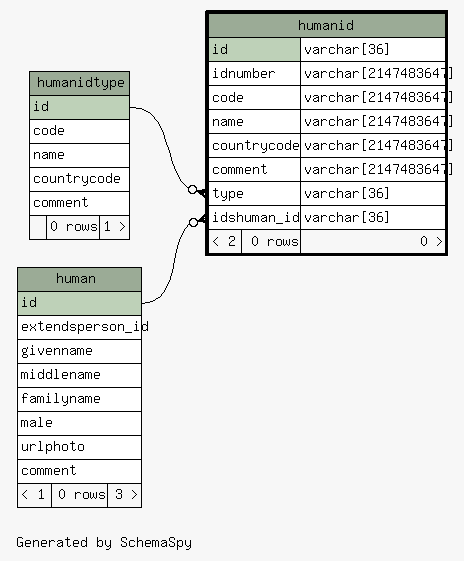 humanid
id varchar[36]
idnumber varchar[2147483647]
code varchar[2147483647]
name varchar[2147483647]
countrycode varchar[2147483647]
comment varchar[2147483647]
type varchar[36]
idshuman_id varchar[36]
< 2 0 rows 0 >
humanidtype
id
code
name
countrycode
comment
0 rows 1 >
human
id
extendsperson_id
givenname
middlename
familyname
male
urlphoto
comment
< 1 0 rows 3 >
Generated by SchemaSpy